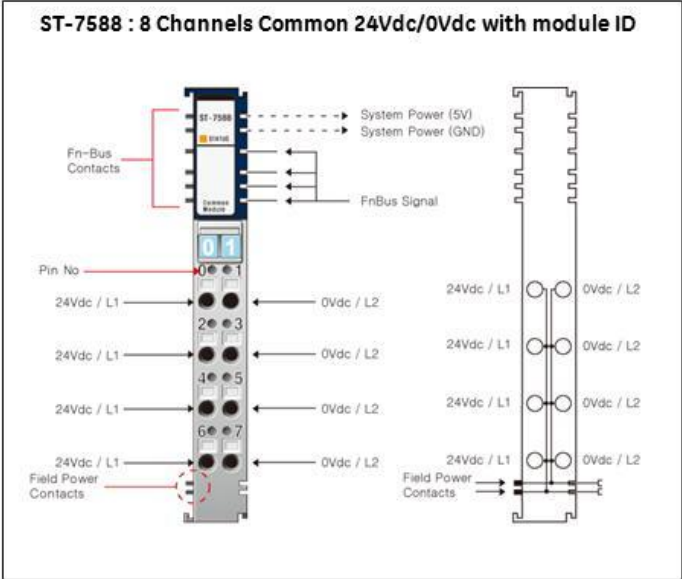 ST-7588 : 8 Channels Common 24Vdc/0Vdc with module ID
ST-7588
STATUS
Common
Module
Fn-Bus
Contacts
System Power (5V)
System Power (GND)
FnBus Signal
0 1
Pin No
0 1
24Vdc / L1
0Vdc / L2
2 3
24Vdc / L1
0Vdc / L2
4 5
24Vdc / L1
0Vdc / L2
6 7
24Vdc / L1
0Vdc / L2
Field Power
Contacts
24Vdc / L1
0Vdc / L2
24Vdc / L1
0Vdc / L2
24Vdc / L1
0Vdc / L2
24Vdc / L1
0Vdc / L2
Field Power
Contacts